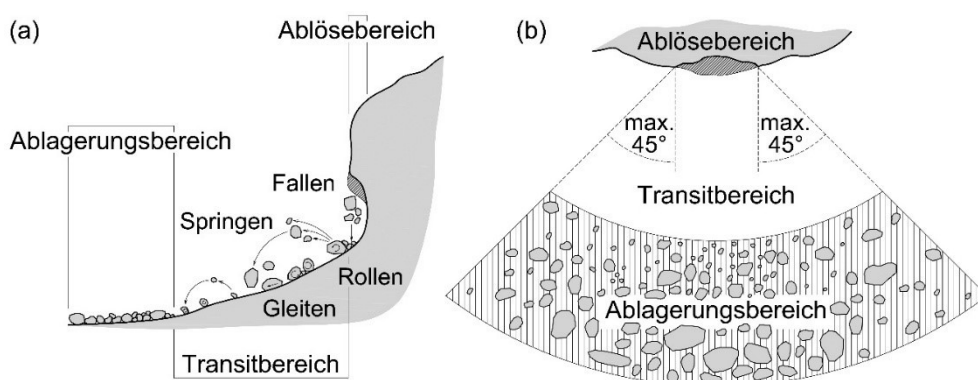 (a)
Ablösebereich
Ablagerungsbereich
Fallen
Springen
Rollen
Gleiten
Transitbereich
(b)
Ablösebereich
max.
45°
max.
45°
Transitbereich
Ablagerungsbereich